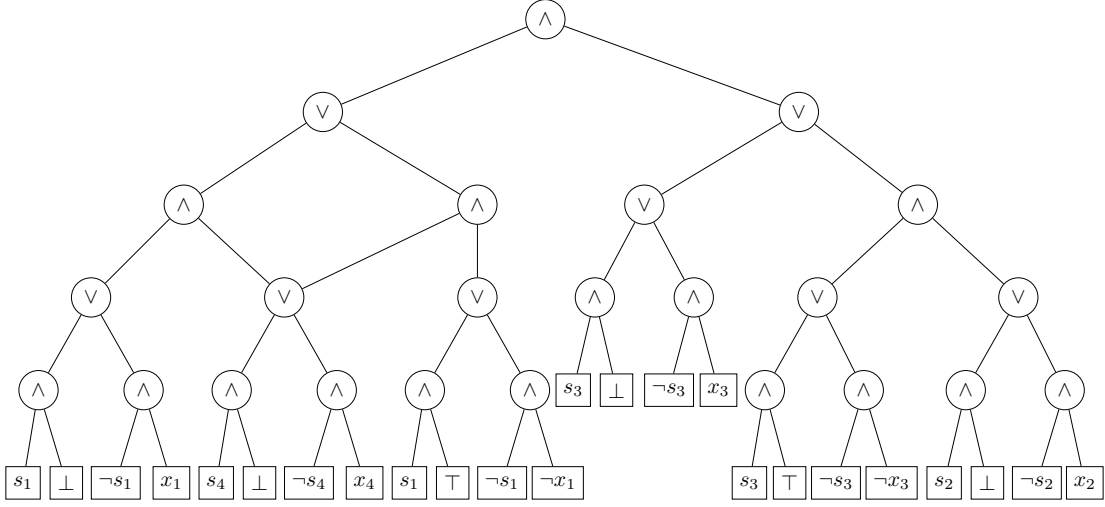 ∧
∨ ∨
∧ ∧ ∨ ∧
∨ ∨ ∨ ∧ ∧ ∨ ∨
∧ ∧ ∧ ∧ ∧ ∧ s₃ ⊥ ¬s₃ x₃ ∧ ∧ ∧ ∧
s₁ ⊥ ¬s₁ x₁ s₄ ⊥ ¬s₄ x₄ s₁ ⊤ ¬s₁ ¬x₁ s₃ ⊤ ¬s₃ ¬x₃ s₂ ⊥ ¬s₂ x₂